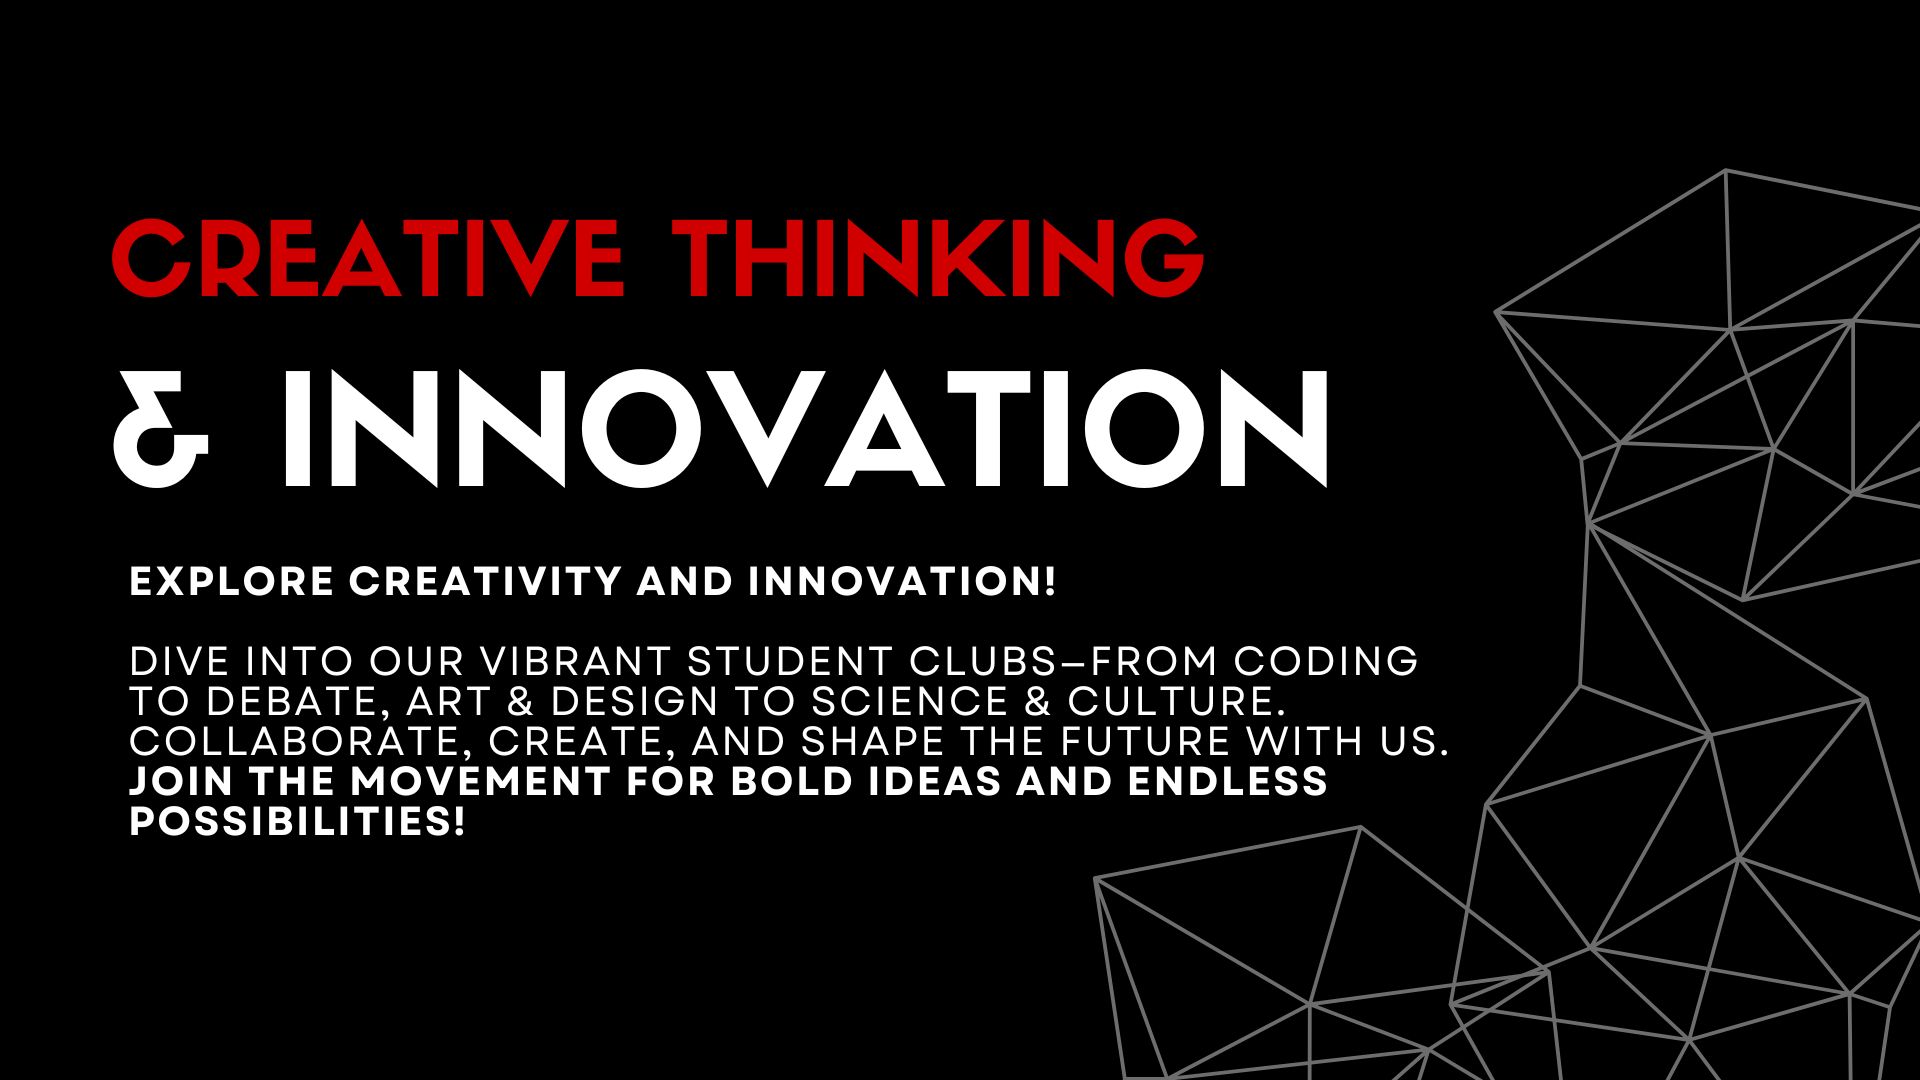 CREATIVE THINKING
& INNOVATION
EXPLORE CREATIVITY AND INNOVATION!
DIVE INTO OUR VIBRANT STUDENT CLUBS—FROM CODING
TO DEBATE, ART & DESIGN TO SCIENCE & CULTURE.
COLLABORATE, CREATE, AND SHAPE THE FUTURE WITH US.
JOIN THE MOVEMENT FOR BOLD IDEAS AND ENDLESS
POSSIBILITIES!